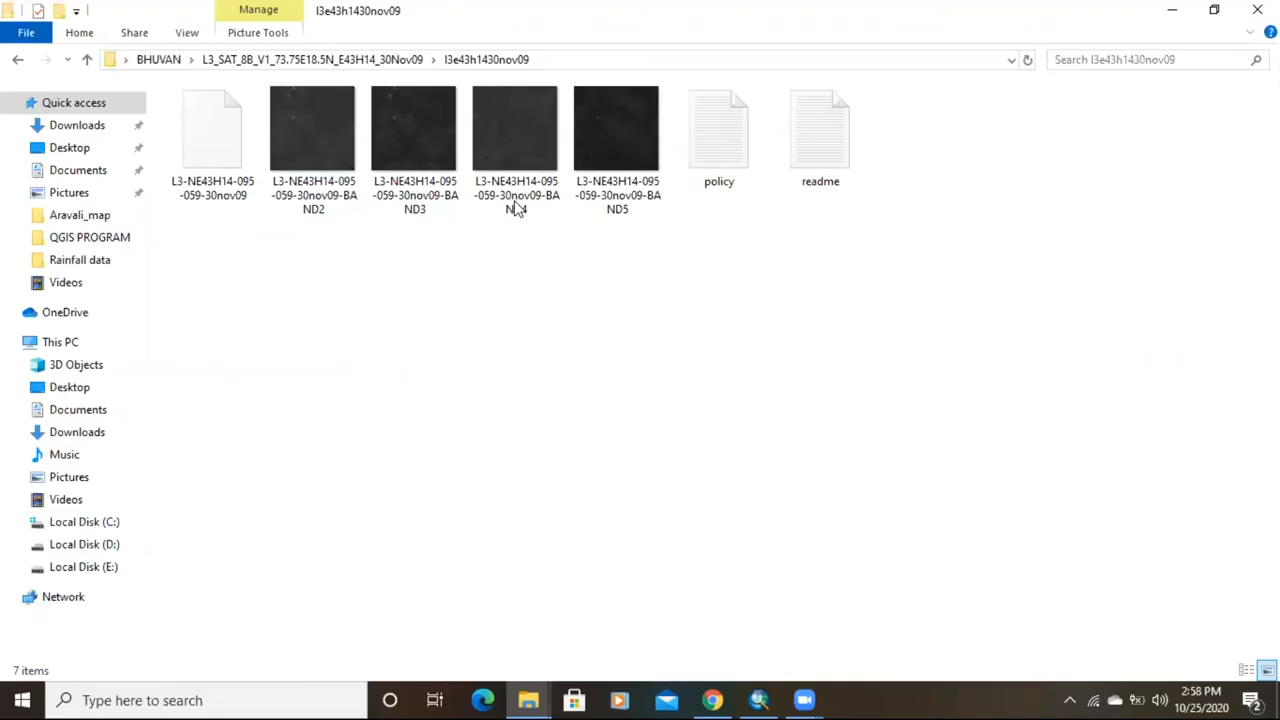 Manage
l3e43h1430nov09
File
Home
Share
View
Picture Tools
BHUVAN
L3_SAT_8B_V1_73.75E18.5N_E43H14_30Nov09
l3e43h1430nov09
Search l3e43h1430nov09
Quick access
Downloads
Desktop
Documents
Pictures
Aravali_map
QGIS PROGRAM
Rainfall data
Videos
OneDrive
This PC
3D Objects
Desktop
Documents
Downloads
Music
Pictures
Videos
Local Disk (C:)
Local Disk (D:)
Local Disk (E:)
Network
L3-NE43H14-095
-059-30nov09
L3-NE43H14-095
-059-30nov09-BA
ND2
L3-NE43H14-095
-059-30nov09-BA
ND3
L3-NE43H14-095
-059-30nov09-BA
ND4
L3-NE43H14-095
-059-30nov09-BA
ND5
policy
readme
7 items
Type here to search
2:58 PM
10/25/2020
2